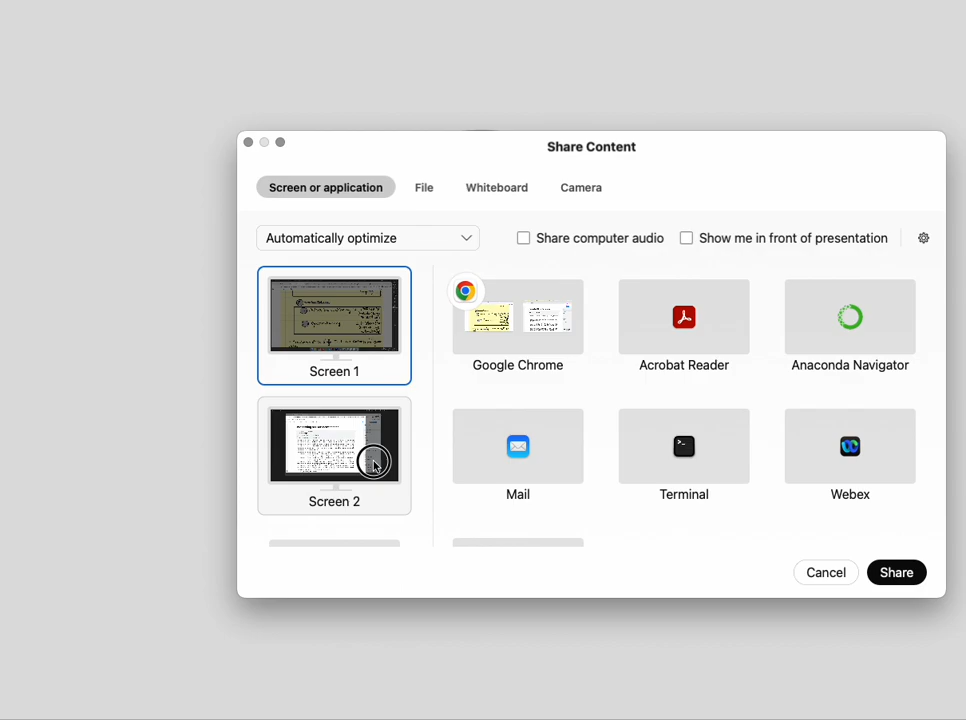 Share Content
Screen or application File Whiteboard Camera
Automatically optimize Share computer audio Show me in front of presentation
Screen 1 Google Chrome Acrobat Reader Anaconda Navigator
Screen 2 Mail Terminal Webex
Cancel Share